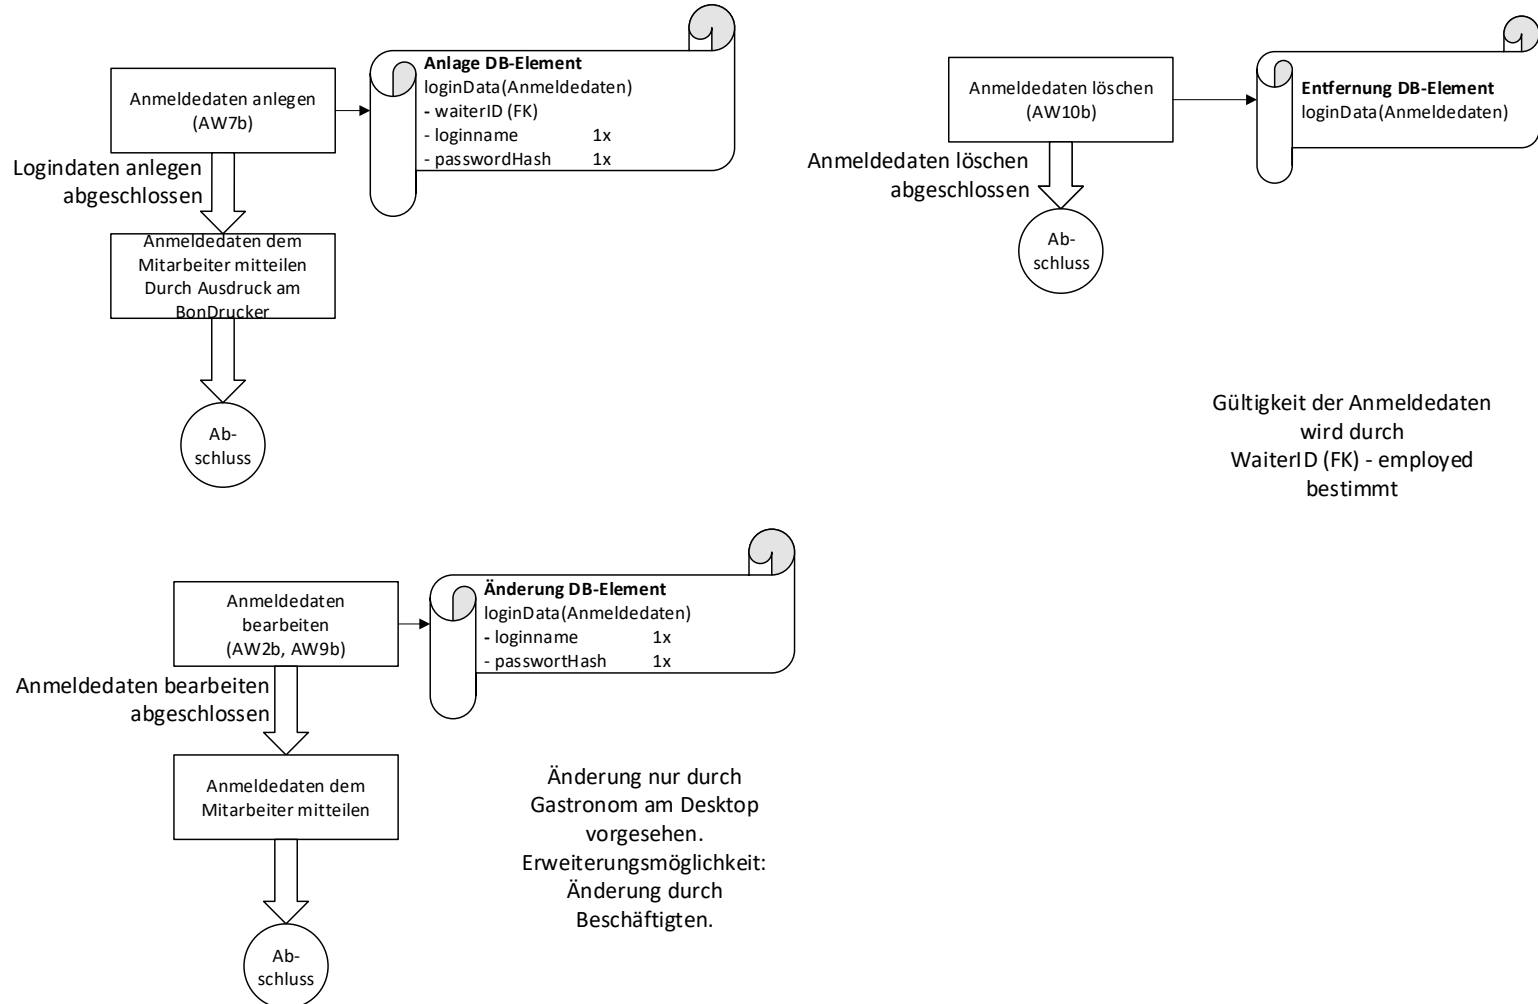 Anmeldedaten anlegen
(AW7b)
Anlage DB-Element
loginData(Anmeldedaten)
- waiterID (FK)
- loginname 1x
- passwordHash 1x
Logindaten anlegen
abgeschlossen
Anmeldedaten dem
Mitarbeiter mitteilen
Durch Ausdruck am
BonDrucker
Ab-
schluss
Anmeldedaten löschen
(AW10b)
Entfernung DB-Element
loginData(Anmeldedaten)
Anmeldedaten löschen
abgeschlossen
Ab-
schluss
Gültigkeit der Anmeldedaten
wird durch
WaiterID (FK) - employed
bestimmt
Anmeldedaten
bearbeiten
(AW2b, AW9b)
Änderung DB-Element
loginData(Anmeldedaten)
- loginname 1x
- passwortHash 1x
Anmeldedaten bearbeiten
abgeschlossen
Anmeldedaten dem
Mitarbeiter mitteilen
Ab-
schluss
Änderung nur durch
Gastronom am Desktop
vorgesehen.
Erweiterungsmöglichkeit:
Änderung durch
Beschäftigten.